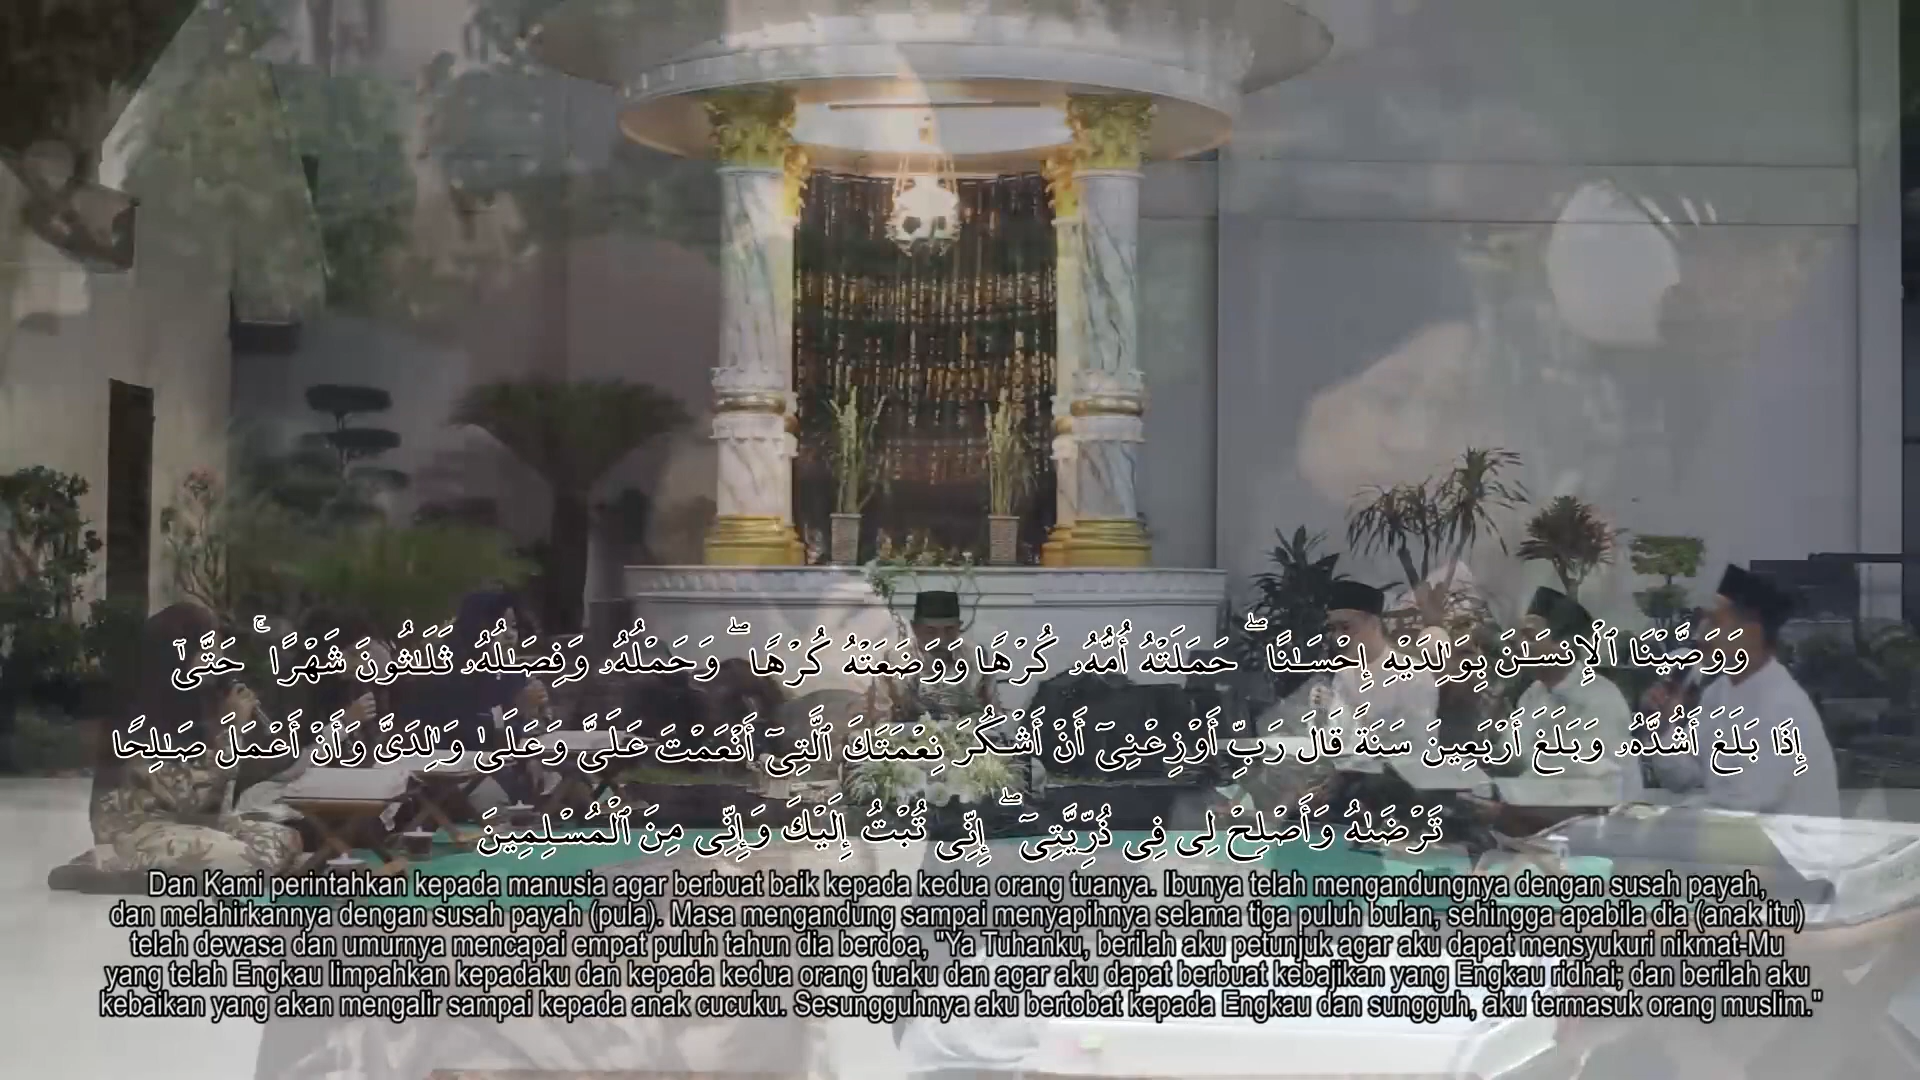 وَوَصَّيْنَا ٱلْإِنسَـٰنَ بِوَٰلِدَيْهِ إِحْسَـٰنًا ۖ حَمَلَتْهُ أُمُّهُۥ كُرْهًا وَوَضَعَتْهُ كُرْهًا ۖ وَحَمْلُهُۥ وَفِصَـٰلُهُۥ ثَلَـٰثُونَ شَهْرًا ۚ حَتَّىٰٓ
إِذَا بَلَغَ أَشُدَّهُۥ وَبَلَغَ أَرْبَعِينَ سَنَةً قَالَ رَبِّ أَوْزِعْنِىٓ أَنْ أَشْكُرَ نِعْمَتَكَ ٱلَّتِىٓ أَنْعَمْتَ عَلَىَّ وَعَلَىٰ وَٰلِدَىَّ وَأَنْ أَعْمَلَ صَـٰلِحًا
تَرْضَىٰهُ وَأَصْلِحْ لِى فِى ذُرِّيَّتِىٓ ۖ إِنِّى تُبْتُ إِلَيْكَ وَإِنِّى مِنَ ٱلْمُسْلِمِينَ
Dan Kami perintahkan kepada manusia agar berbuat baik kepada kedua orang tuanya. Ibunya telah mengandungnya dengan susah payah,
dan melahirkannya dengan susah payah (pula). Masa mengandung sampai menyapihnya selama tiga puluh bulan, sehingga apabila dia (anak itu)
telah dewasa dan umurnya mencapai empat puluh tahun dia berdoa, "Ya Tuhanku, berilah aku petunjuk agar aku dapat mensyukuri nikmat-Mu
yang telah Engkau limpahkan kepadaku dan kepada kedua orang tuaku dan agar aku dapat berbuat kebajikan yang Engkau ridhai; dan berilah aku
kebaikan yang akan mengalir sampai kepada anak cucuku. Sesungguhnya aku bertobat kepada Engkau dan sungguh, aku termasuk orang muslim."